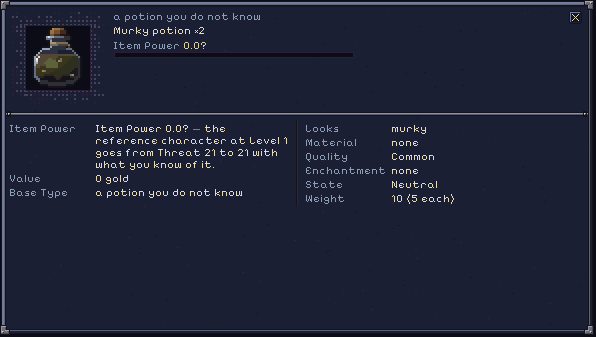 a potion you do not know
Murky potion ×2
Item Power 0.0?
Item Power Item Power 0.0? — the
reference character at Level 1
goes from Threat 21 to 21 with
what you know of it.
Value 0 gold
Base Type a potion you do not know
Looks murky
Material none
Quality Common
Enchantment none
State Neutral
Weight 10 (5 each)